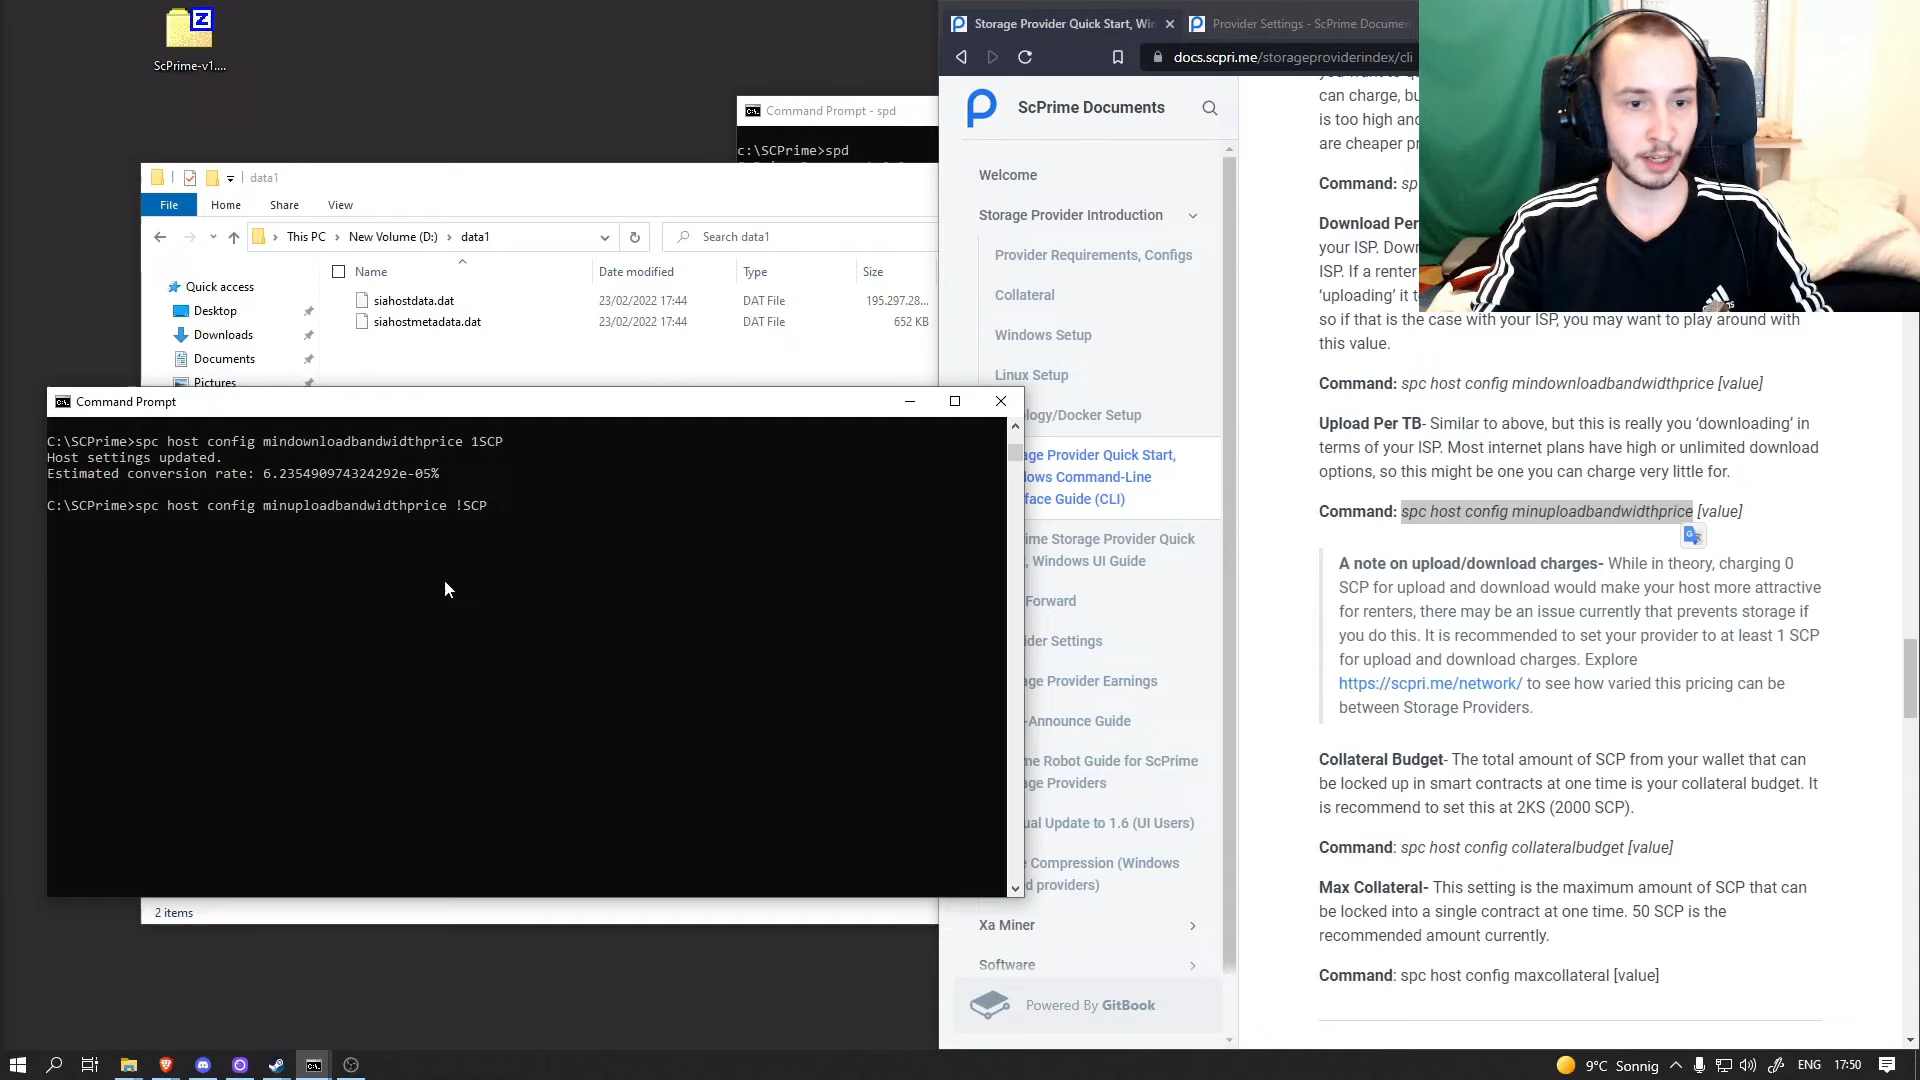 ScPrime-v1....
Command Prompt - spd
c:\SCPrime>spd
data1
File
Home
Share
View
This PC
New Volume (D:)
data1
Search data1
Name
Date modified
Type
Size
Quick access
Desktop
Downloads
Documents
Pictures
siahostdata.dat
23/02/2022 17:44
DAT File
195.297.28...
siahostmetadata.dat
23/02/2022 17:44
DAT File
652 KB
2 items
Command Prompt
C:\SCPrime>spc host config mindownloadbandwidthprice 1SCP
Host settings updated.
Estimated conversion rate: 6.235490974324292e-05%
C:\SCPrime>spc host config minuploadbandwidthprice !SCP
Storage Provider Quick Start, Win
Provider Settings - ScPrime Documen
docs.scpri.me/storageproviderindex/cli
ScPrime Documents
Welcome
Storage Provider Introduction
Provider Requirements, Configs
Collateral
Windows Setup
Linux Setup
logy/Docker Setup
age Provider Quick Start,
lows Command-Line
face Guide (CLI)
me Storage Provider Quick
, Windows UI Guide
Forward
ider Settings
age Provider Earnings
-Announce Guide
me Robot Guide for ScPrime
age Providers
ual Update to 1.6 (UI Users)
e Compression (Windows
d providers)
Xa Miner
Software
Powered By GitBook
can charge, bu
is too high and
are cheaper pr
Command: sp
Download Per
your ISP. Down
ISP. If a renter
'uploading' it t
so if that is the case with your ISP, you may want to play around with
this value.
Command: spc host config mindownloadbandwidthprice [value]
Upload Per TB- Similar to above, but this is really you 'downloading' in
terms of your ISP. Most internet plans have high or unlimited download
options, so this might be one you can charge very little for.
Command: spc host config minuploadbandwidthprice [value]
A note on upload/download charges- While in theory, charging 0
SCP for upload and download would make your host more attractive
for renters, there may be an issue currently that prevents storage if
you do this. It is recommended to set your provider to at least 1 SCP
for upload and download charges. Explore
https://scpri.me/network/ to see how varied this pricing can be
between Storage Providers.
Collateral Budget- The total amount of SCP from your wallet that can
be locked up in smart contracts at one time is your collateral budget. It
is recommend to set this at 2KS (2000 SCP).
Command: spc host config collateralbudget [value]
Max Collateral- This setting is the maximum amount of SCP that can
be locked into a single contract at one time. 50 SCP is the
recommended amount currently.
Command: spc host config maxcollateral [value]
9°C Sonnig
ENG
17:50